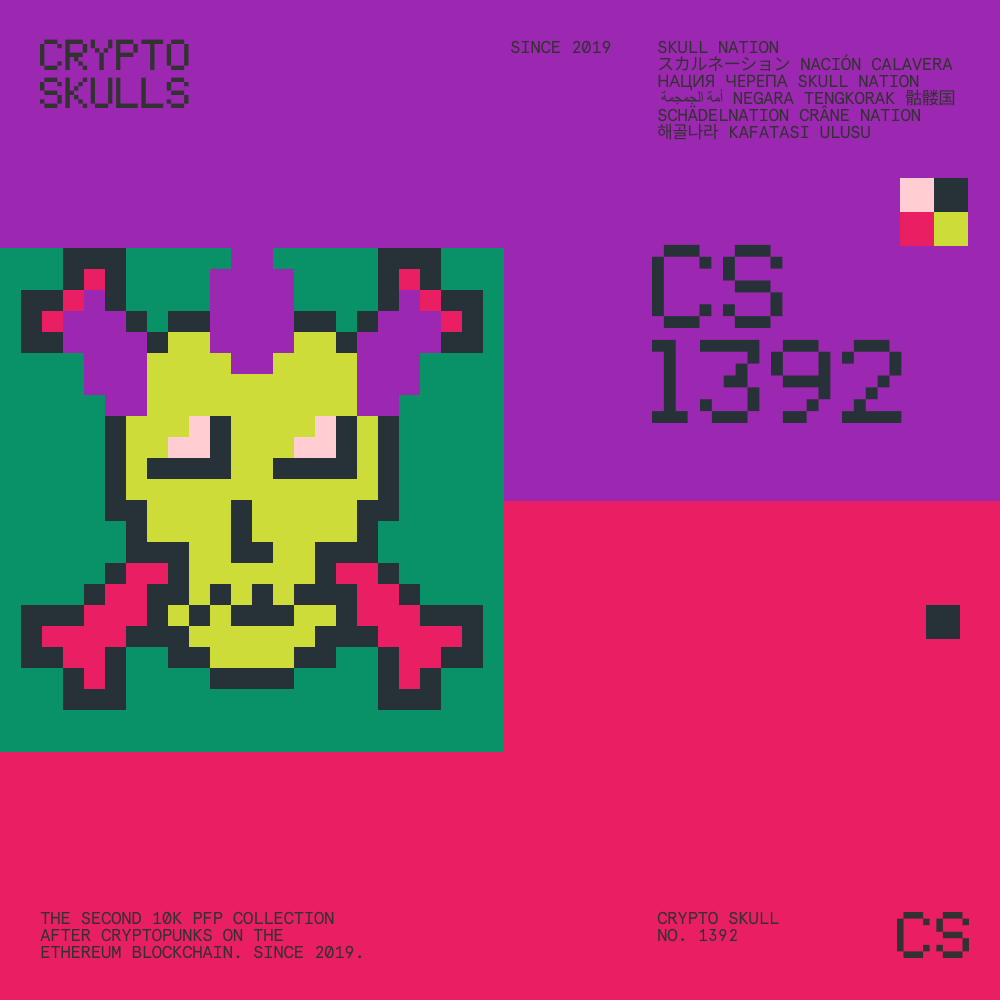 CRYPTO
SKULLS
SINCE 2019
SKULL NATION
スカルネーション NACIÓN CALAVERA
НАЦИЯ ЧЕРЕПА SKULL NATION
أمة الجمجمة NEGARA TENGKORAK 骷髏国
SCHÄDELNATION CRÂNE NATION
해골나라 KAFATASI ULUSU
CS
1392
THE SECOND 10K PFP COLLECTION
AFTER CRYPTOPUNKS ON THE
ETHEREUM BLOCKCHAIN. SINCE 2019.
CRYPTO SKULL
NO. 1392
CS